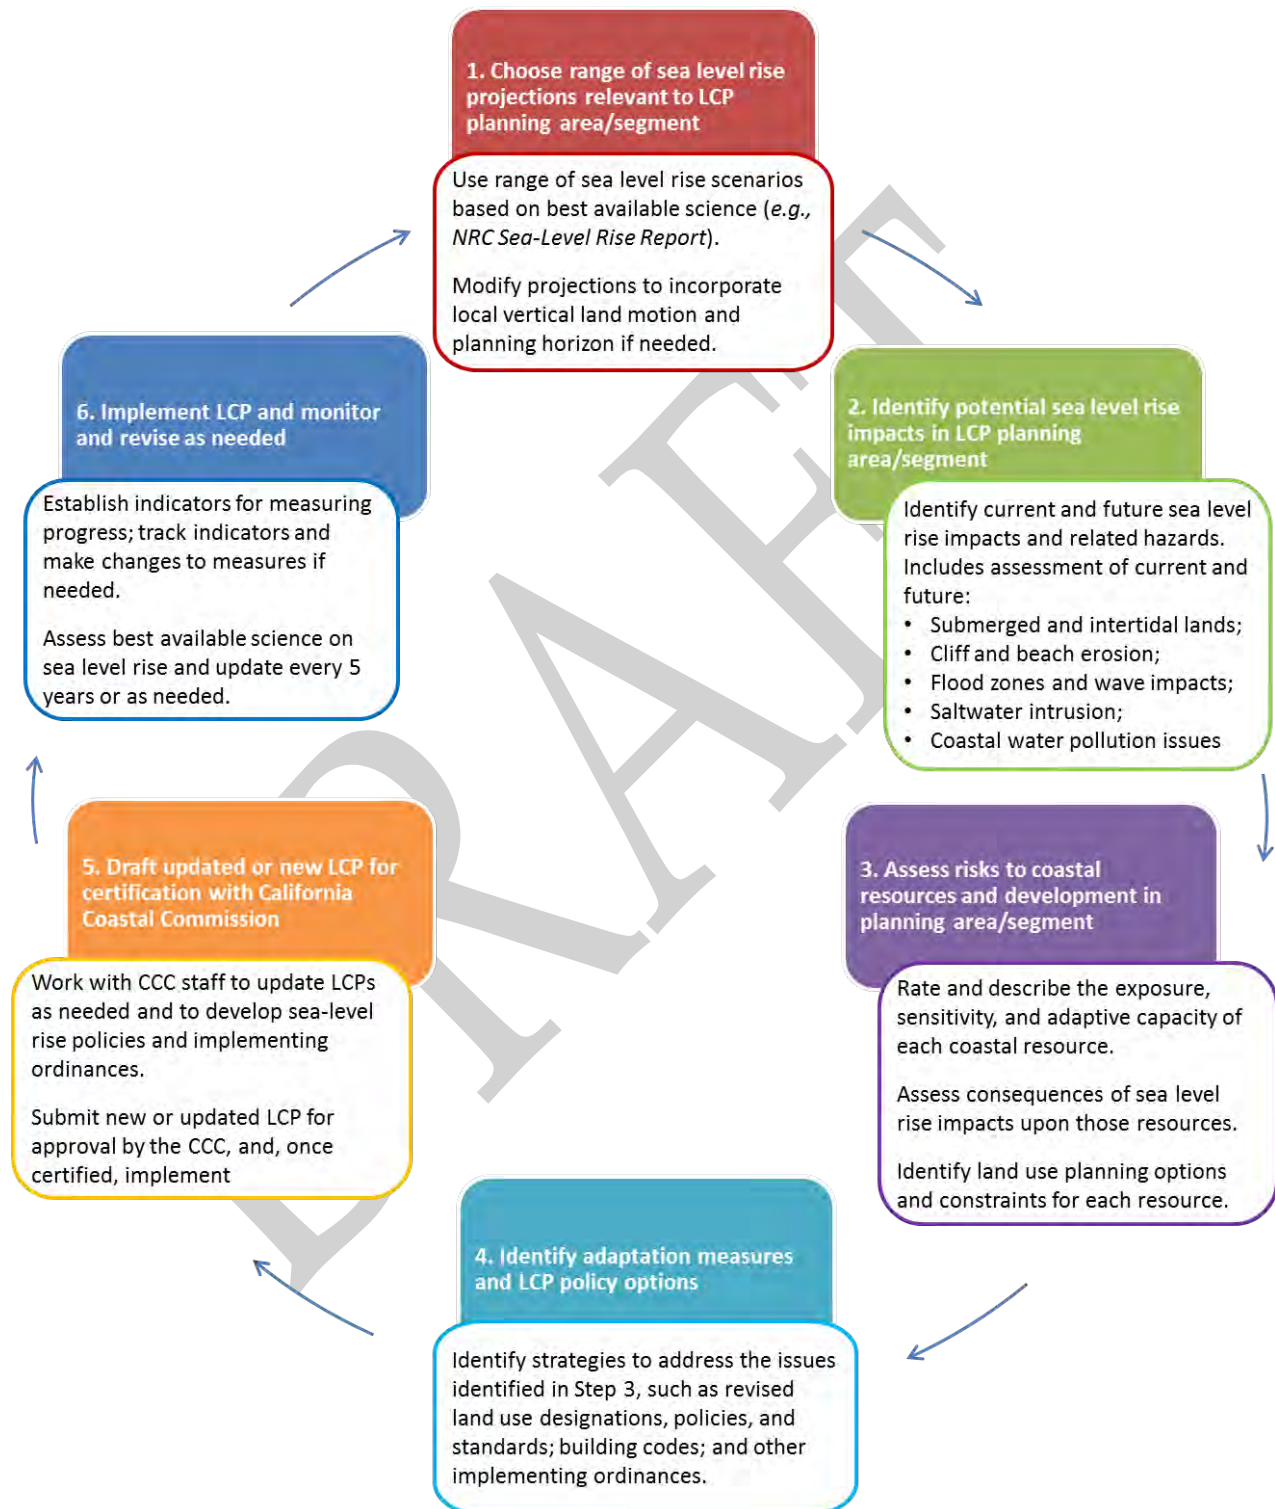 1. Choose range of sea level rise
projections relevant to LCP
planning area/segment
Use range of sea level rise scenarios
based on best available science (e.g.,
NRC Sea-Level Rise Report).
Modify projections to incorporate
local vertical land motion and
planning horizon if needed.
2. Identify potential sea level rise
impacts in LCP planning
area/segment
Identify current and future sea level
rise impacts and related hazards.
Includes assessment of current and
future:
• Submerged and intertidal lands;
• Cliff and beach erosion;
• Flood zones and wave impacts;
• Saltwater intrusion;
• Coastal water pollution issues
3. Assess risks to coastal
resources and development in
planning area/segment
Rate and describe the exposure,
sensitivity, and adaptive capacity of
each coastal resource.
Assess consequences of sea level
rise impacts upon those resources.
Identify land use planning options
and constraints for each resource.
4. Identify adaptation measures
and LCP policy options
Identify strategies to address the issues
identified in Step 3, such as revised
land use designations, policies, and
standards; building codes; and other
implementing ordinances.
5. Draft updated or new LCP for
certification with California
Coastal Commission
Work with CCC staff to update LCPs
as needed and to develop sea-level
rise policies and implementing
ordinances.
Submit new or updated LCP for
approval by the CCC, and, once
certified, implement
6. Implement LCP and monitor
and revise as needed
Establish indicators for measuring
progress; track indicators and
make changes to measures if
needed.
Assess best available science on
sea level rise and update every 5
years or as needed.
DRAFT